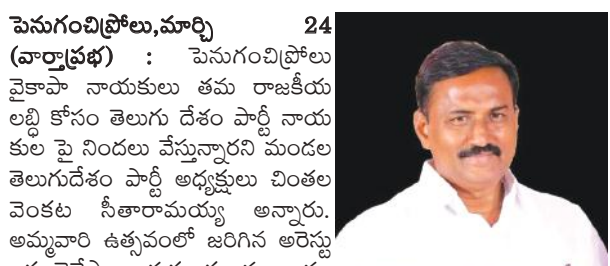 పెనుగంచిప్రోలు,మార్చి 24
(వార్తాప్రభ) : పెనుగంచిప్రోలు
వైకాపా నాయకులు తమ రాజకీయ
లబ్ధి కోసం తెలుగు దేశం పార్టీ నాయ
కుల పై నిందలు వేస్తున్నారని మండల
తెలుగుదేశం పార్టీ అధ్యక్షులు చింతల
వెంకట సీతారామయ్య అన్నారు.
అమ్మవారి ఉత్సవంలో జరిగిన అరెస్టు